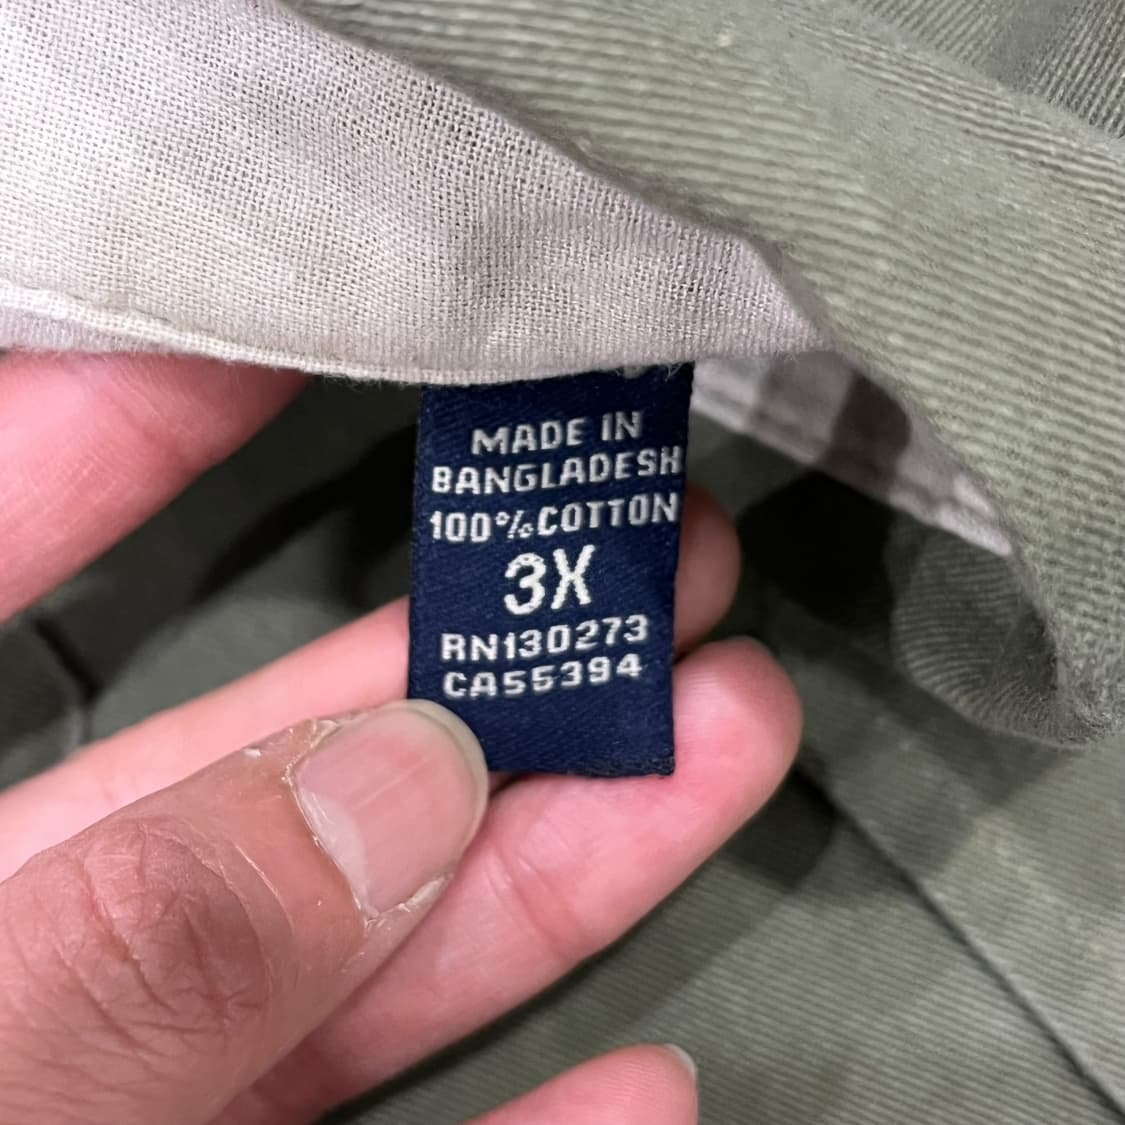 MADE IN
BANGLADESH
100%COTTON
3X
RN130273
CA55394